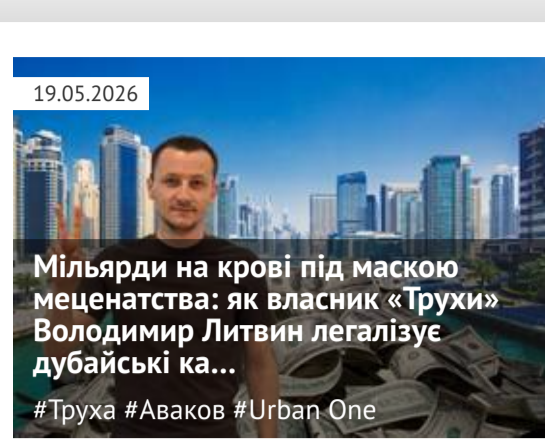 19.05.2026
Мільярди на крові під маскою
меценатства: як власник «Трухи»
Володимир Литвин легалізує
дубайські ка...
#Труха #Аваков #Urban One